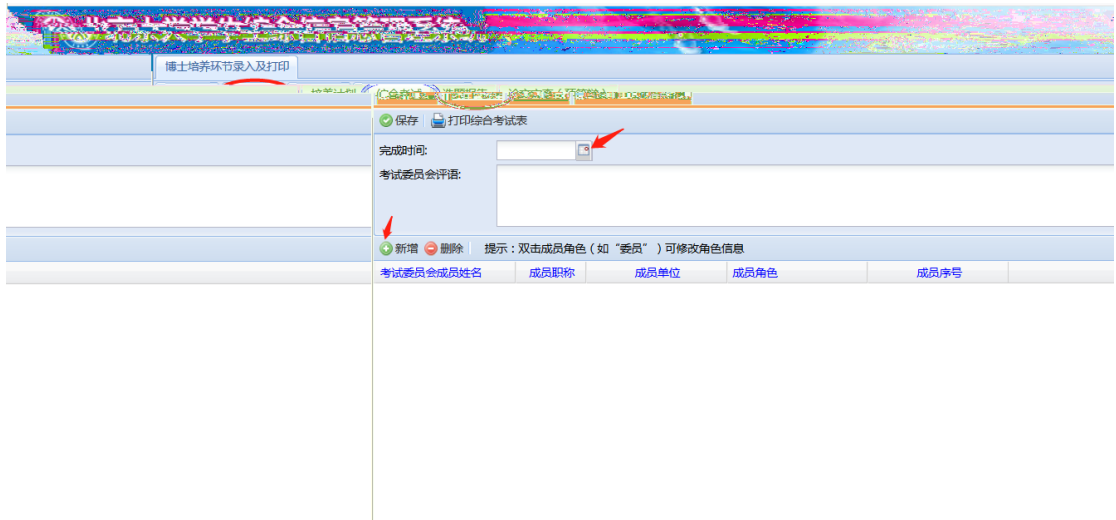 博士培养环节录入及打印
保存 打印综合考试表
完成时间:
考试委员会评语:
新增 删除 提示：双击成员角色（如“委员”）可修改角色信息
考试委员会成员姓名 成员职称 成员单位 成员角色 成员序号